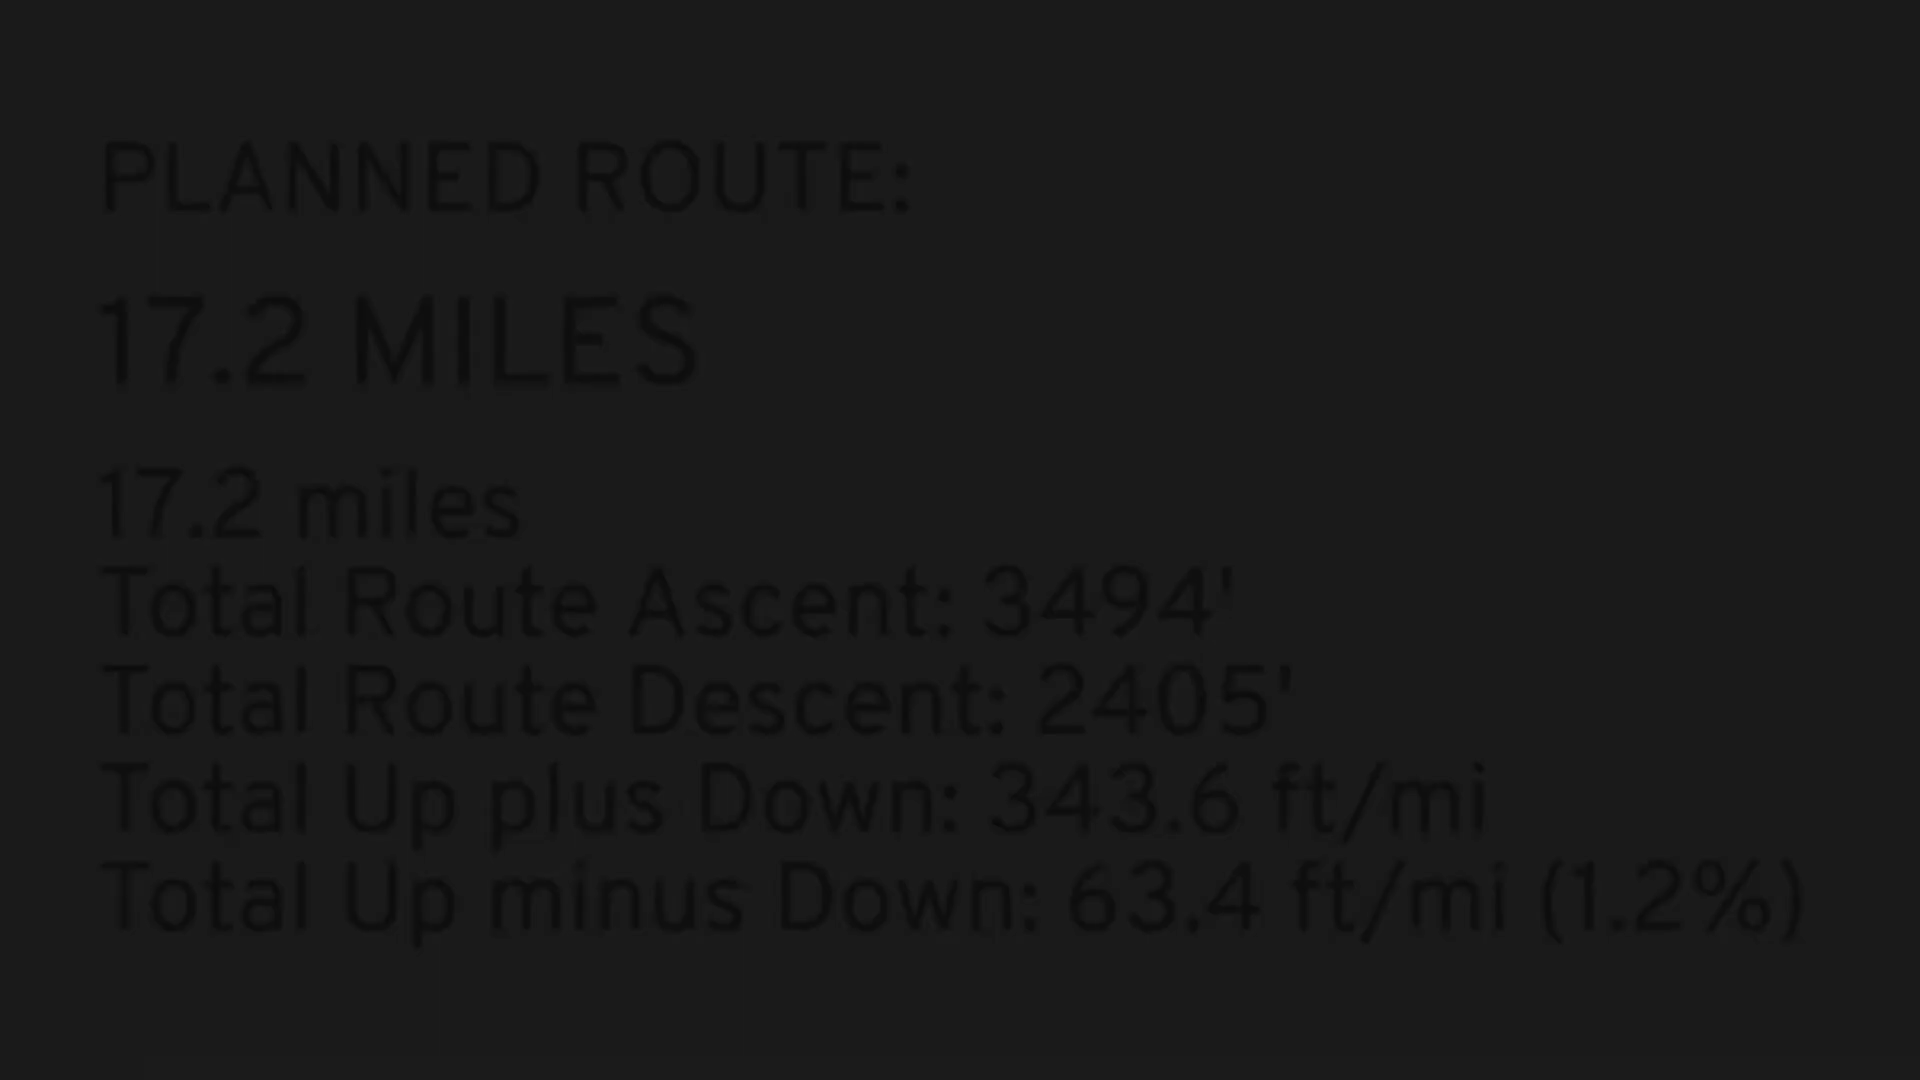 PLANNED ROUTE:
17.2 MILES
17.2 miles
Total Route Ascent: 3494'
Total Route Descent: 2405'
Total Up plus Down: 343.6 ft/mi
Total Up minus Down: 63.4 ft/mi (1.2%)